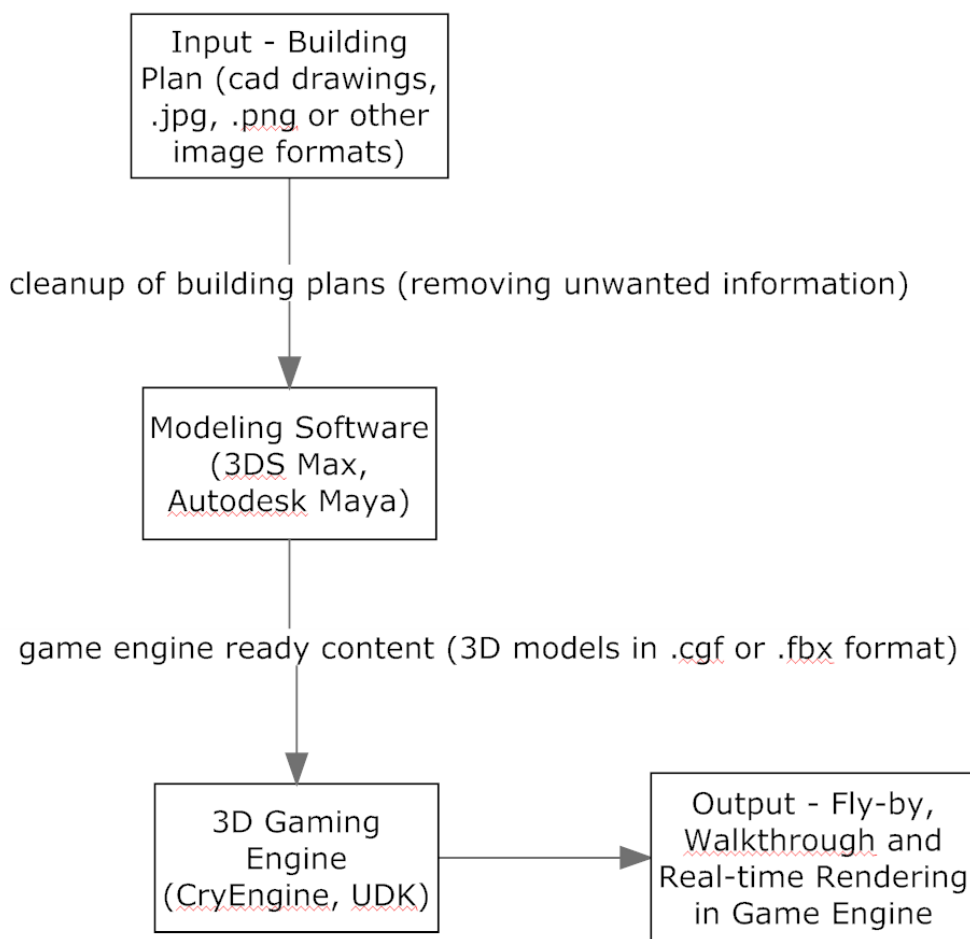 Input - Building
Plan (cad drawings,
.jpg, .png or other
image formats)
cleanup of building plans (removing unwanted information)
Modeling Software
(3DS Max,
Autodesk Maya)
game engine ready content (3D models in .cgf or .fbx format)
3D Gaming
Engine
(CryEngine, UDK)
Output - Fly-by,
Walkthrough and
Real-time Rendering
in Game Engine